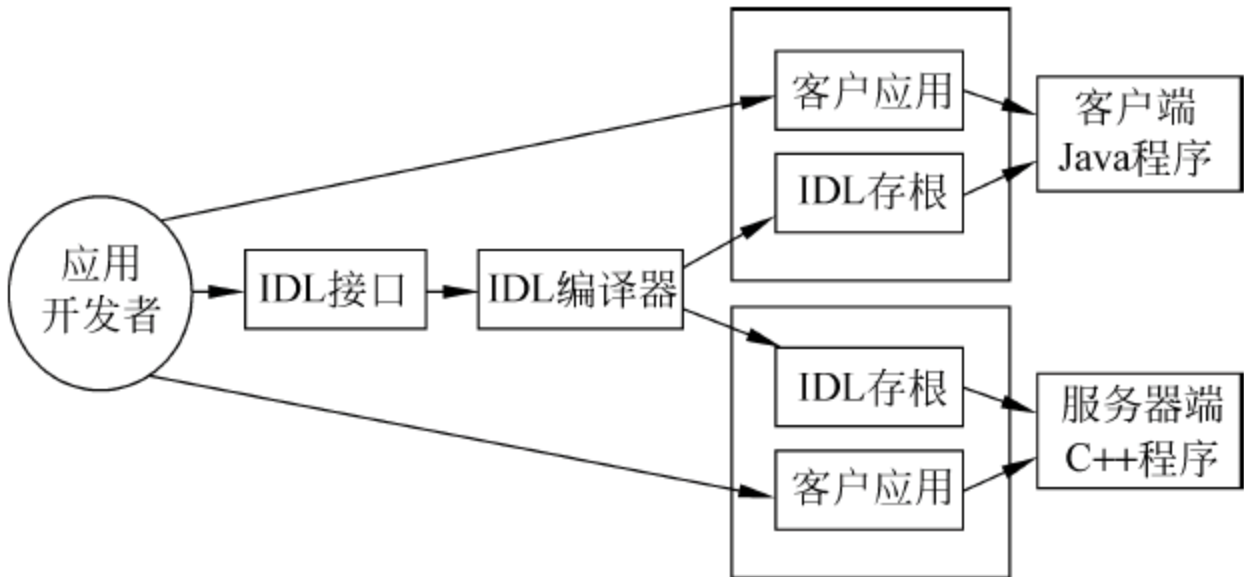 客户应用
客户端
Java程序
IDL存根
应用
开发者
IDL接口
IDL编译器
IDL存根
服务器端
C++程序
客户应用